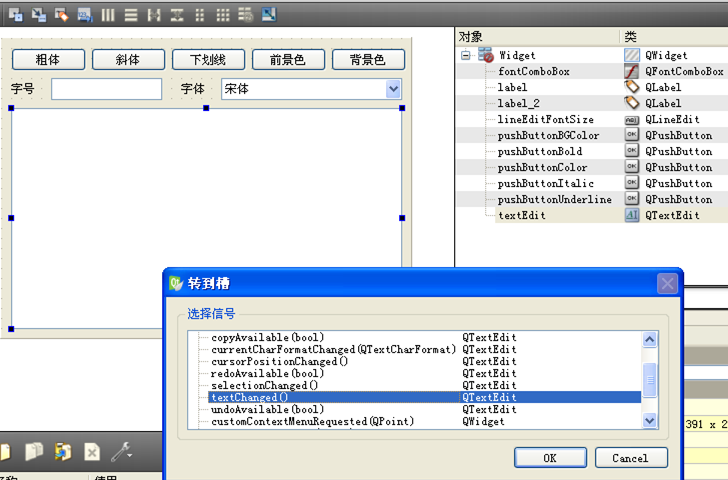 粗体 斜体 下划线 前景色 背景色
字号 字体 宋体
对象 类
Widget QWidget
fontComboBox QFontComboBox
label QLabel
label_2 QLabel
lineEditFontSize QLineEdit
pushButtonBGColor QPushButton
pushButtonBold QPushButton
pushButtonColor QPushButton
pushButtonItalic QPushButton
pushButtonUnderline QPushButton
textEdit QTextEdit
转到槽
选择信号
copyAvailable(bool) QTextEdit
currentCharFormatChanged(QTextCharFormat) QTextEdit
cursorPositionChanged() QTextEdit
redoAvailable(bool) QTextEdit
selectionChanged() QTextEdit
textChanged() QTextEdit
undoAvailable(bool) QTextEdit
customContextMenuRequested(QPoint) QWidget
OK Cancel
391 x 2